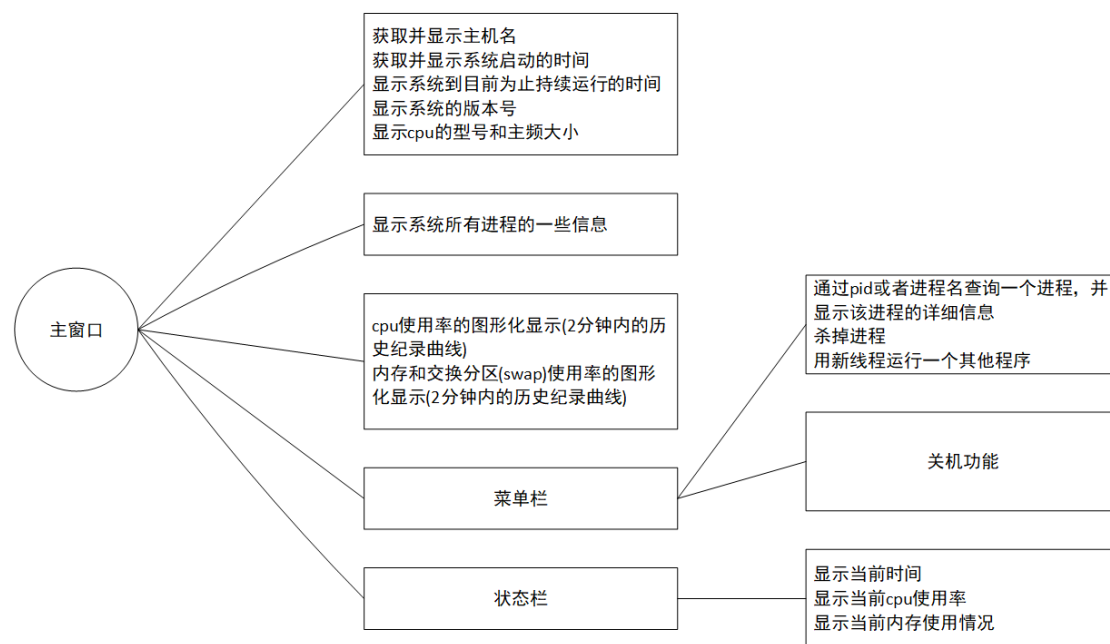 主窗口
获取并显示主机名
获取并显示系统启动的时间
显示系统到目前为止持续运行的时间
显示系统的版本号
显示cpu的型号和主频大小
显示系统所有进程的一些信息
cpu使用率的图形化显示(2分钟内的历
史纪录曲线)
内存和交换分区(swap)使用率的图形
化显示(2分钟内的历史纪录曲线)
菜单栏
通过pid或者进程名查询一个进程，并
显示该进程的详细信息
杀掉进程
用新线程运行一个其他程序
关机功能
状态栏
显示当前时间
显示当前cpu使用率
显示当前内存使用情况